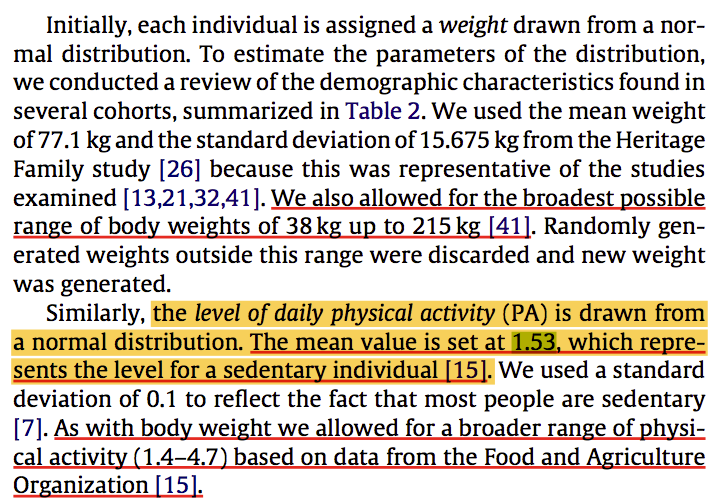 Initially, each individual is assigned a weight drawn from a nor-
mal distribution. To estimate the parameters of the distribution,
we conducted a review of the demographic characteristics found in
several cohorts, summarized in Table 2. We used the mean weight
of 77.1 kg and the standard deviation of 15.675 kg from the Heritage
Family study [26] because this was representative of the studies
examined [13,21,32,41]. We also allowed for the broadest possible
range of body weights of 38 kg up to 215 kg [41]. Randomly gen-
erated weights outside this range were discarded and new weight
was generated.
Similarly, the level of daily physical activity (PA) is drawn from
a normal distribution. The mean value is set at 1.53, which repre-
sents the level for a sedentary individual [15]. We used a standard
deviation of 0.1 to reflect the fact that most people are sedentary
[7]. As with body weight we allowed for a broader range of physi-
cal activity (1.4–4.7) based on data from the Food and Agriculture
Organization [15].